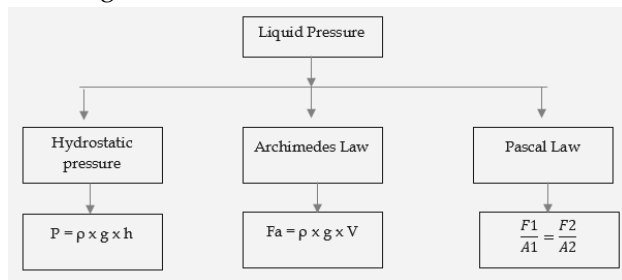 Liquid Pressure
Hydrostatic
pressure
Archimedes Law
Pascal Law
P = ρ x g x h
Fa = ρ x g x V
F1/A1 = F2/A2